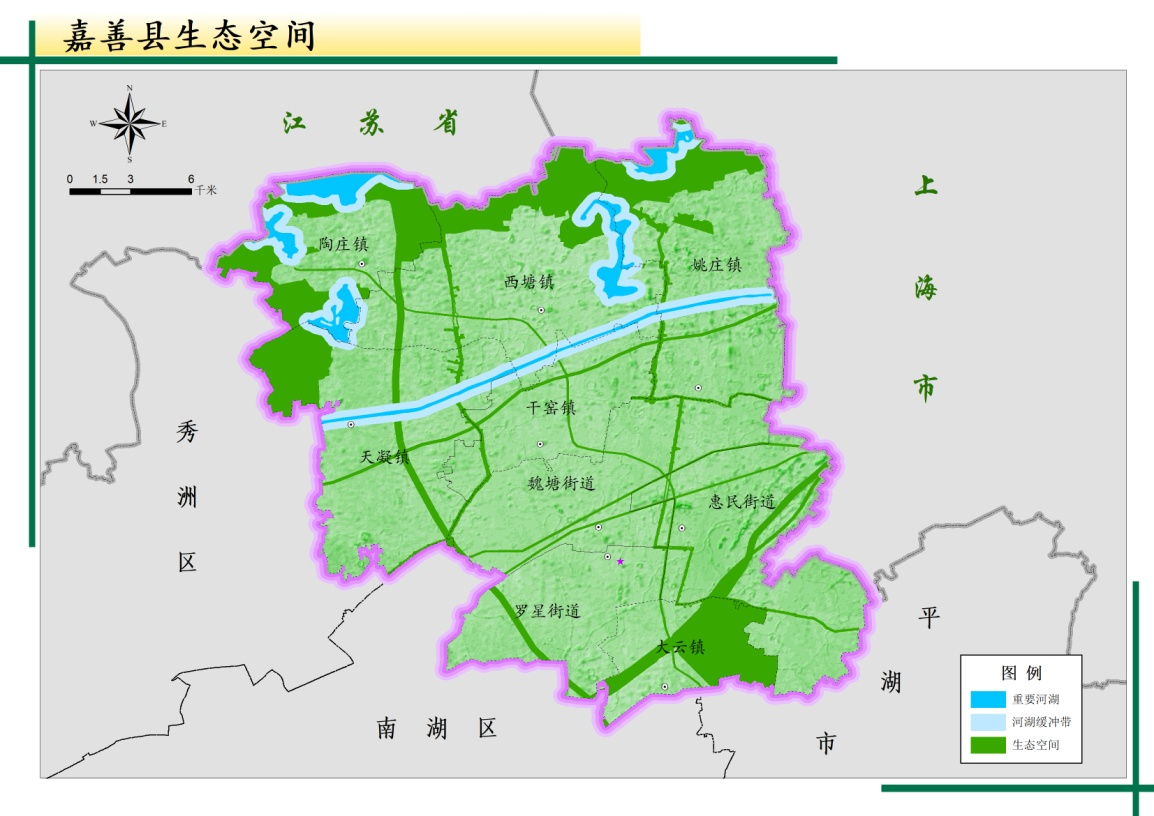 嘉善县生态空间
N
W
E
S
0 1.5 3 6
千米
江苏省
上海市
陶庄镇
西塘镇
姚庄镇
干窑镇
天凝镇
魏塘街道
惠民街道
罗星街道
大云镇
秀洲区
南湖区
平湖市
图例
重要河湖
河湖缓冲带
生态空间